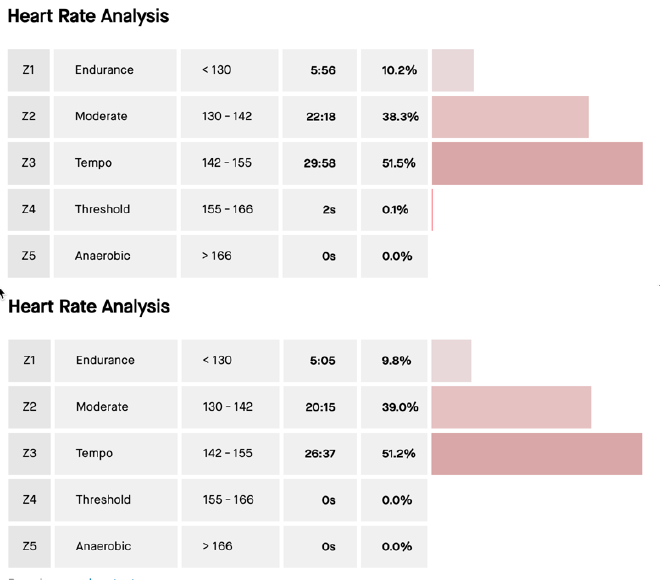 Heart Rate Analysis
Z1 Endurance < 130 5:56 10.2%
Z2 Moderate 130 - 142 22:18 38.3%
Z3 Tempo 142 - 155 29:58 51.5%
Z4 Threshold 155 - 166 2s 0.1%
Z5 Anaerobic > 166 0s 0.0%
Heart Rate Analysis
Z1 Endurance < 130 5:05 9.8%
Z2 Moderate 130 - 142 20:15 39.0%
Z3 Tempo 142 - 155 26:37 51.2%
Z4 Threshold 155 - 166 0s 0.0%
Z5 Anaerobic > 166 0s 0.0%